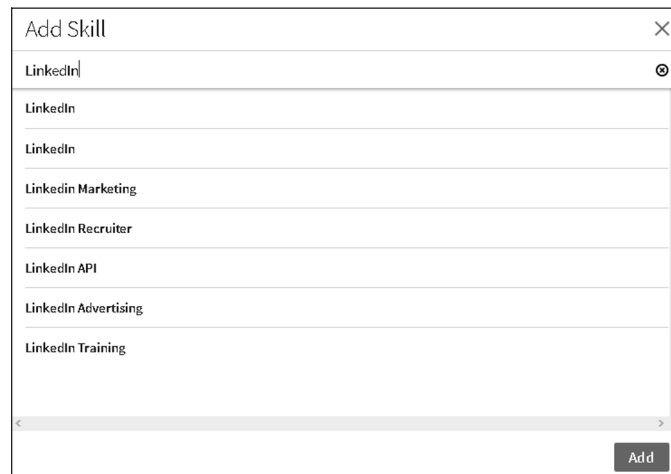 Add Skill
LinkedIn
LinkedIn
LinkedIn
Linkedin Marketing
LinkedIn Recruiter
LinkedIn API
LinkedIn Advertising
LinkedIn Training
Add